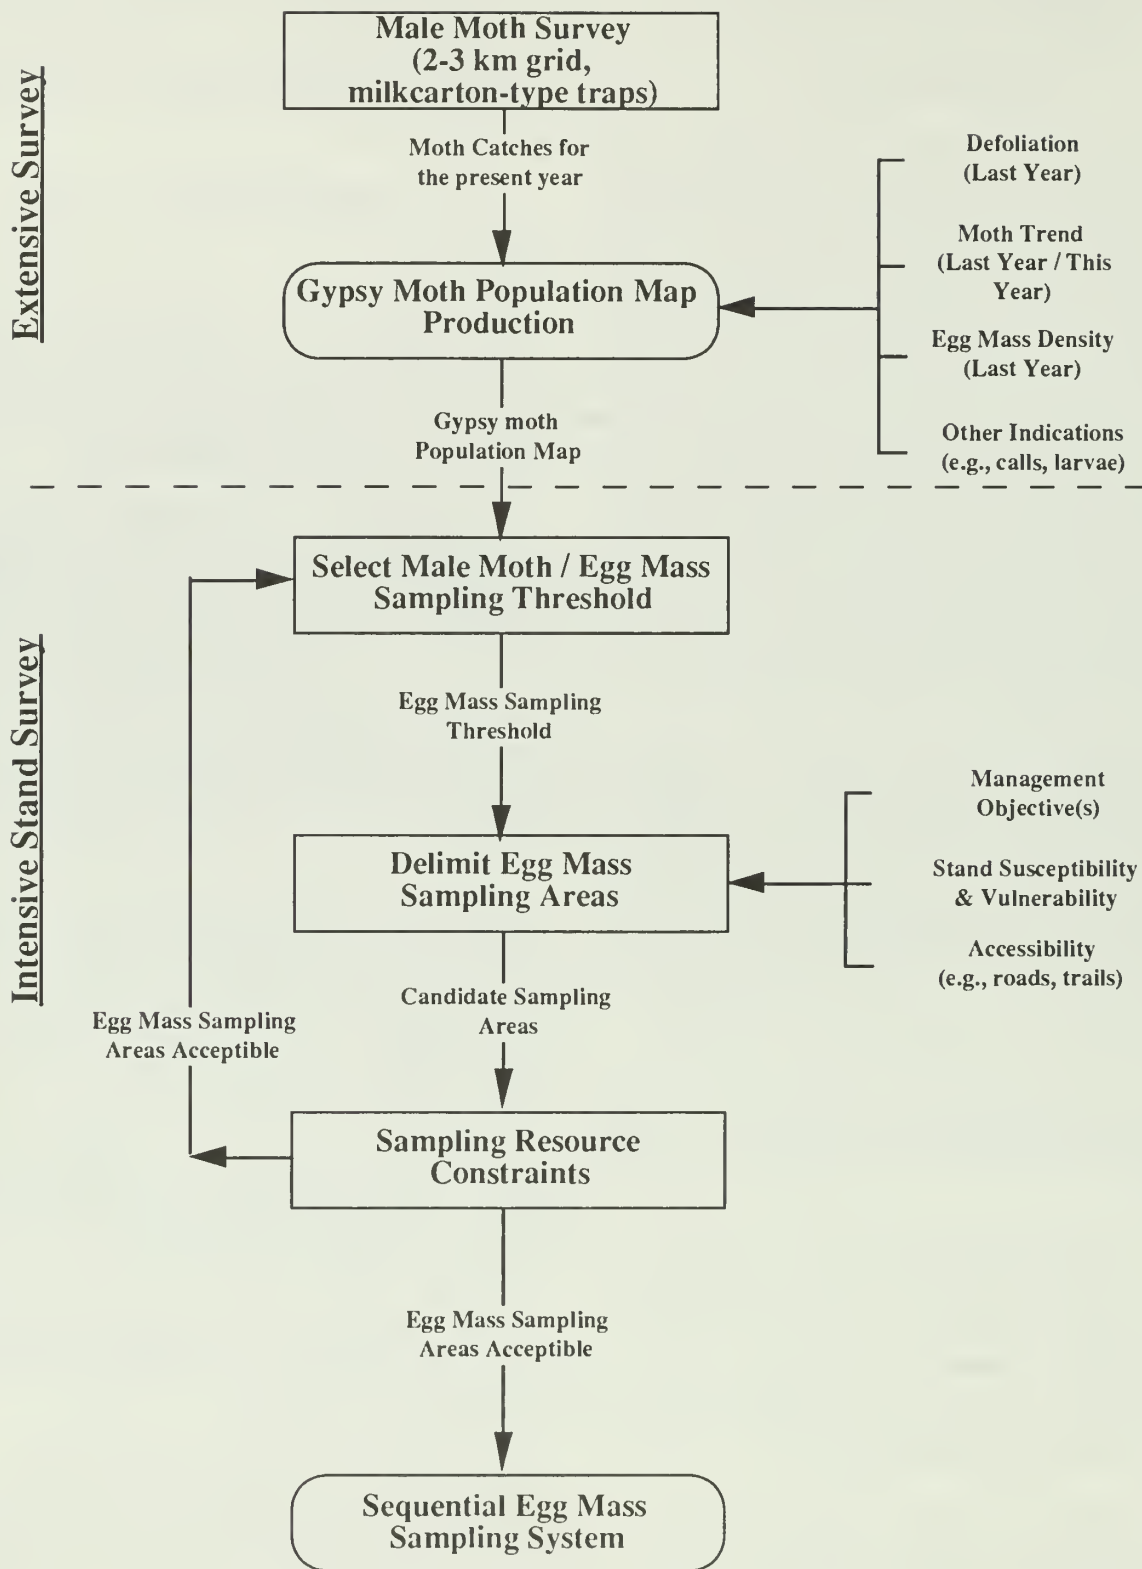 Extensive Survey
Male Moth Survey
(2-3 km grid,
milkcarton-type traps)
Moth Catches for
the present year
Defoliation
(Last Year)
Moth Trend
(Last Year / This
Year)
Gypsy Moth Population Map
Production
Egg Mass Density
(Last Year)
Other Indications
(e.g., calls, larvae)
Gypsy moth
Population Map
Intensive Stand Survey
Select Male Moth / Egg Mass
Sampling Threshold
Egg Mass Sampling
Threshold
Management
Objective(s)
Delimit Egg Mass
Sampling Areas
Stand Susceptibility
& Vulnerability
Accessibility
(e.g., roads, trails)
Candidate Sampling
Areas
Egg Mass Sampling
Areas Acceptible
Sampling Resource
Constraints
Egg Mass Sampling
Areas Acceptible
Sequential Egg Mass
Sampling System